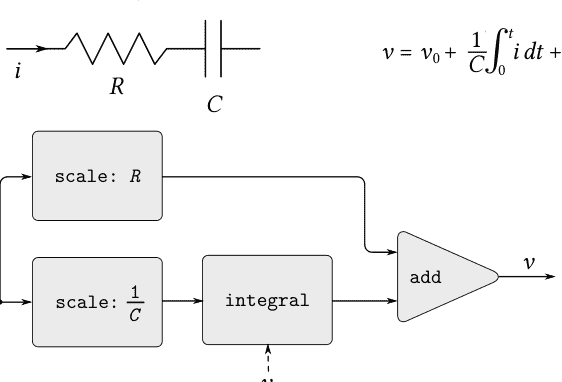 i
R
C
v = v₀ + 1/C ∫₀ᵗ i dt +
scale: R
scale: 1/C
integral
add
v